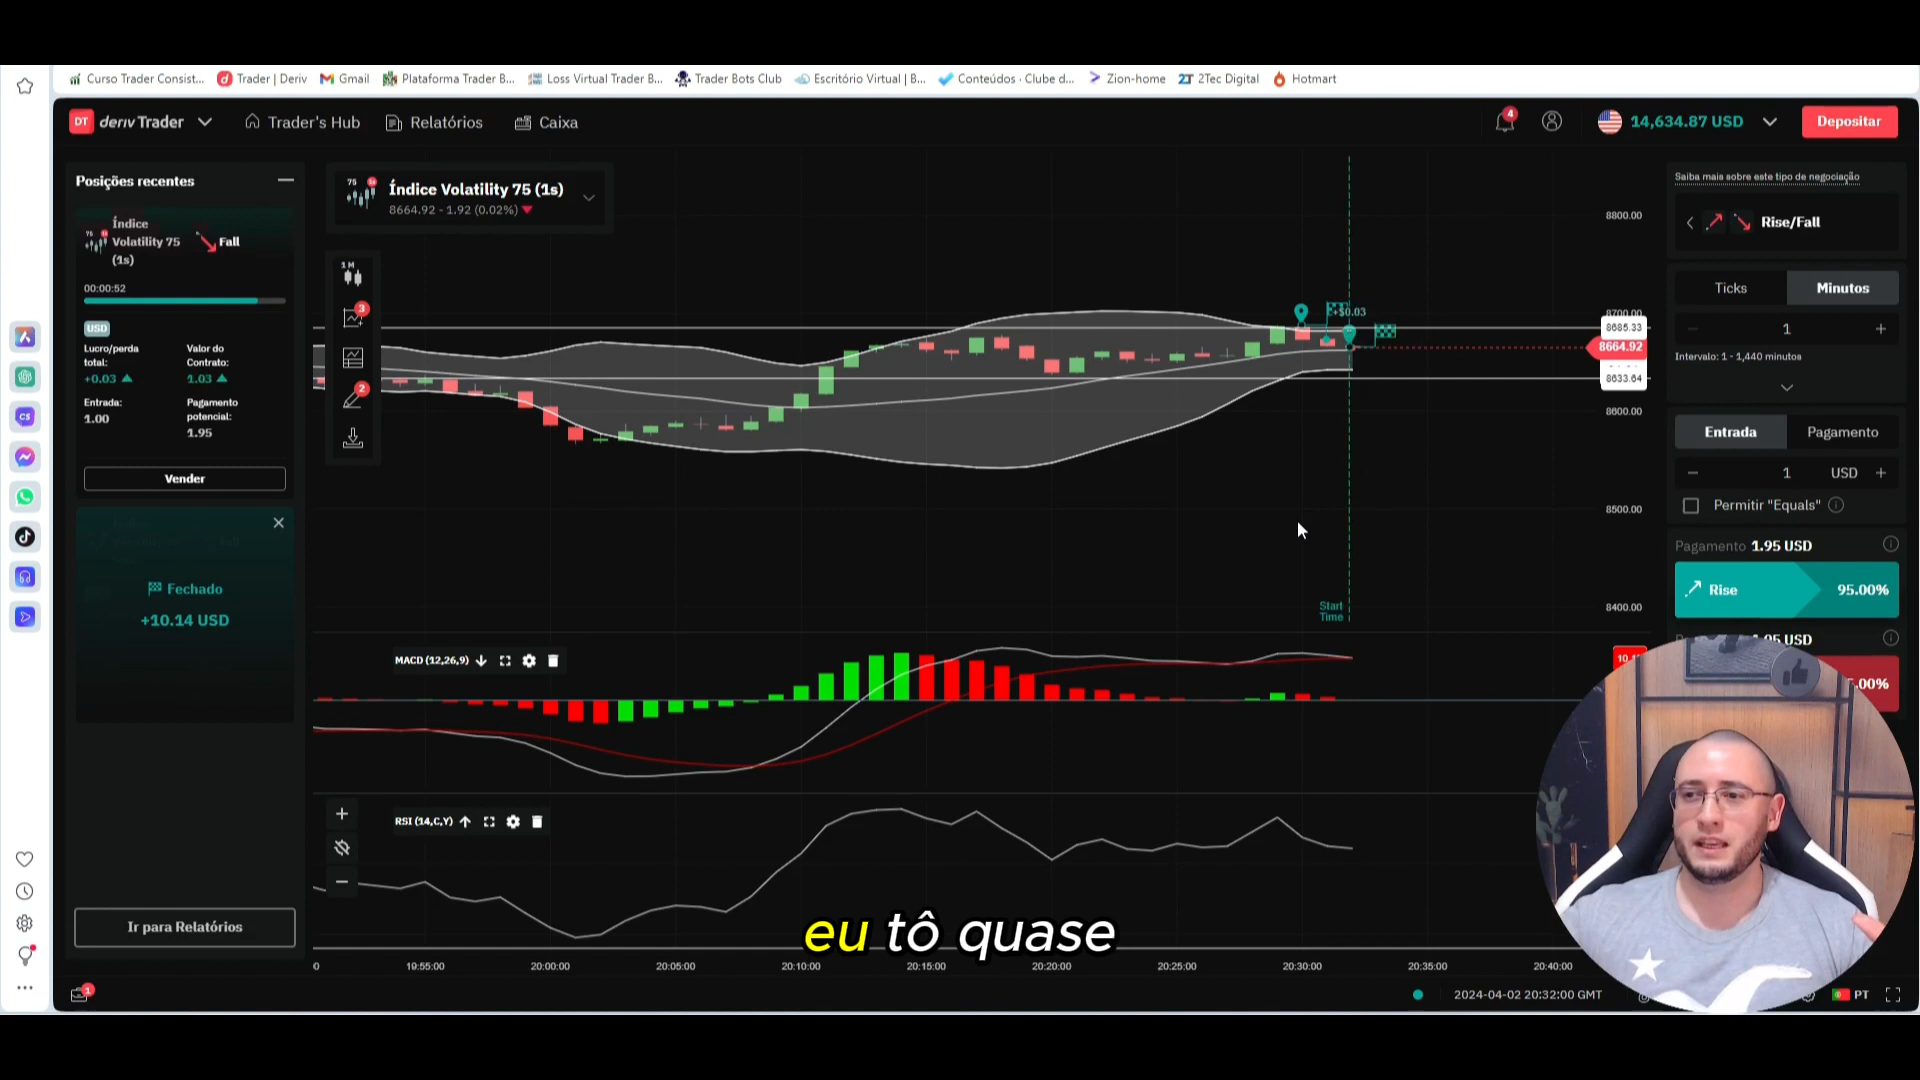 Curso Trader Consist...
Trader | Deriv
Gmail
Plataforma Trader B...
Loss Virtual Trader B...
Trader Bots Club
Escritório Virtual | B...
Conteúdos · Clube d...
Zion-home
2Tec Digital
Hotmart
DT deriv Trader
Trader's Hub
Relatórios
Caixa
4
14,634.87 USD
Depositar
Posições recentes
Índice
Volatility 75
(1s)
Fall
00:00:52
USD
Lucro/perda
total:
+0.03
Valor do
Contrato:
1.03
Entrada:
1.00
Pagamento
potencial:
1.95
Vender
Fechado
+10.14 USD
Ir para Relatórios
1
75
Índice Volatility 75 (1s)
8664.92 - 1.92 (0.02%)
1M
3
2
+$0.03
8800.00
8700.00
8685.33
8664.92
8633.64
8600.00
8500.00
8400.00
Start
Time
MACD (12,26,9)
RSI (14,C,Y)
eu tô quase
19:55:00
20:00:00
20:05:00
20:10:00
20:15:00
20:20:00
20:25:00
20:30:00
20:35:00
20:40:00
2024-04-02 20:32:00 GMT
PT
Saiba mais sobre este tipo de negociação
Rise/Fall
Ticks
Minutos
1
Intervalo: 1 - 1,440 minutos
Entrada
Pagamento
1
USD
Permitir "Equals"
Pagamento 1.95 USD
Rise
95.00%